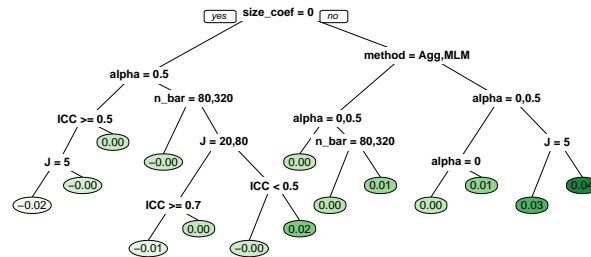 yes size_coef = 0 no
method = Agg,MLM
alpha = 0.5
n_bar = 80,320
alpha = 0,0.5
ICC >= 0.5
alpha = 0,0.5
0.00
J = 20,80
n_bar = 80,320
J = 5
J = 5
−0.00
0.00
alpha = 0
−0.00
ICC < 0.5
0.01
0.01
0.04
−0.02
ICC >= 0.7
0.00
0.00
0.03
0.00
0.02
−0.01
−0.00